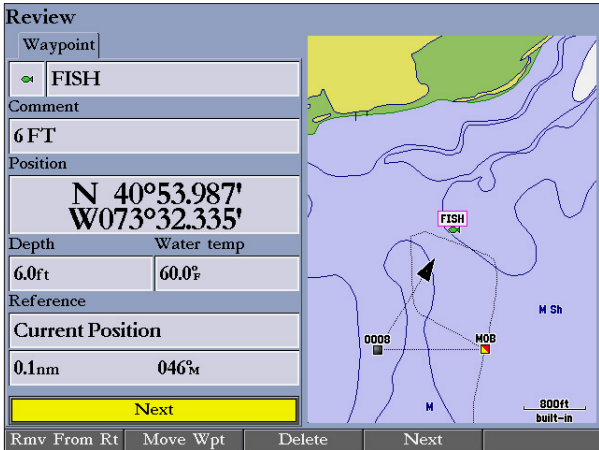 Review
Waypoint
FISH
Comment
6 FT
Position
N 40°53.987'
W073°32.335'
Depth Water temp
6.0ft 60.0°F
Reference
Current Position
0.1nm 046°M
Next
Rmv From Rt Move Wpt Delete Next
FISH
M Sh
0008 MOB
M
800ft
built-in